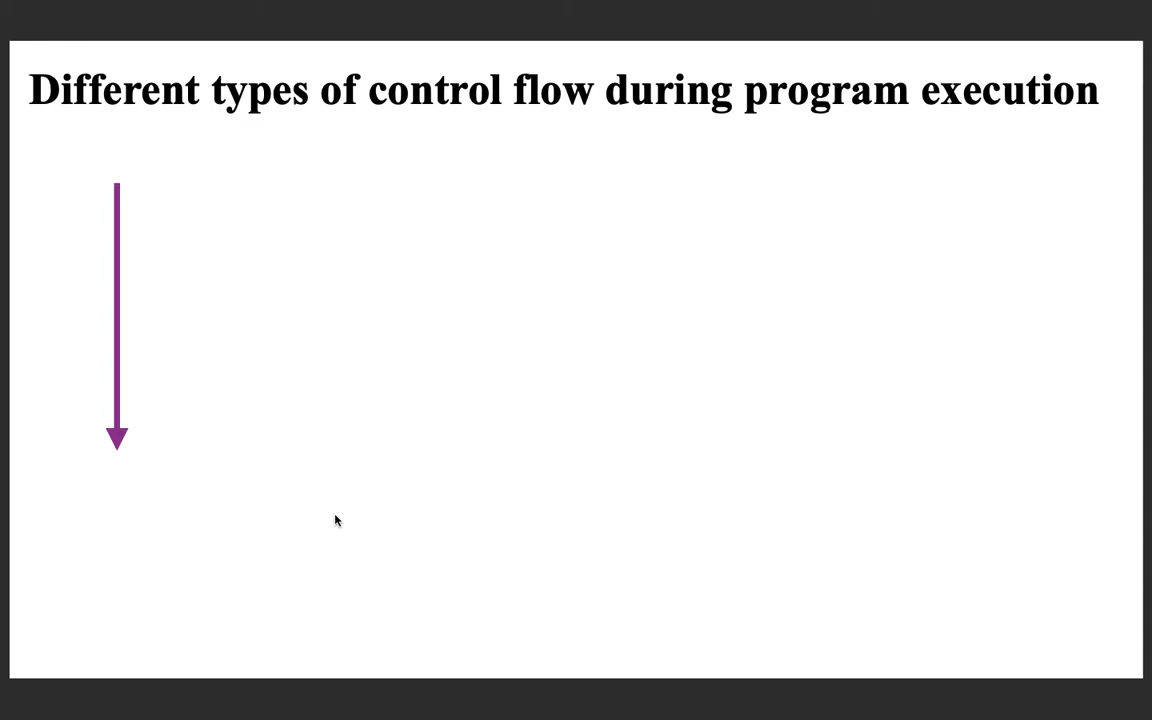 Different types of control flow during program execution